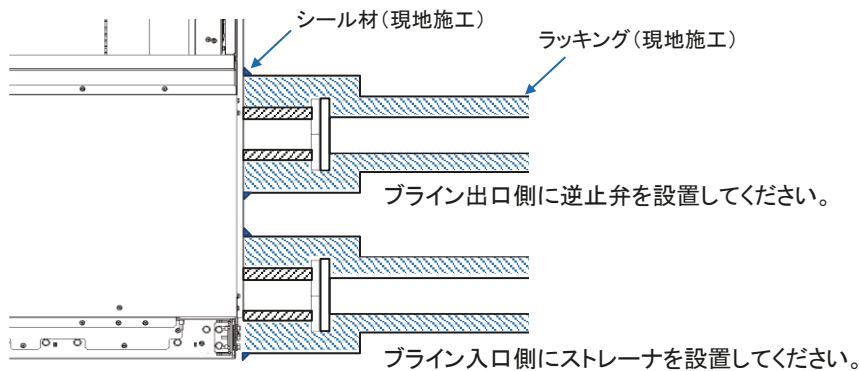 シール材（現地施工）
ラッキング（現地施工）
ブライン出口側に逆止弁を設置してください。
ブライン入口側にストレーナを設置してください。